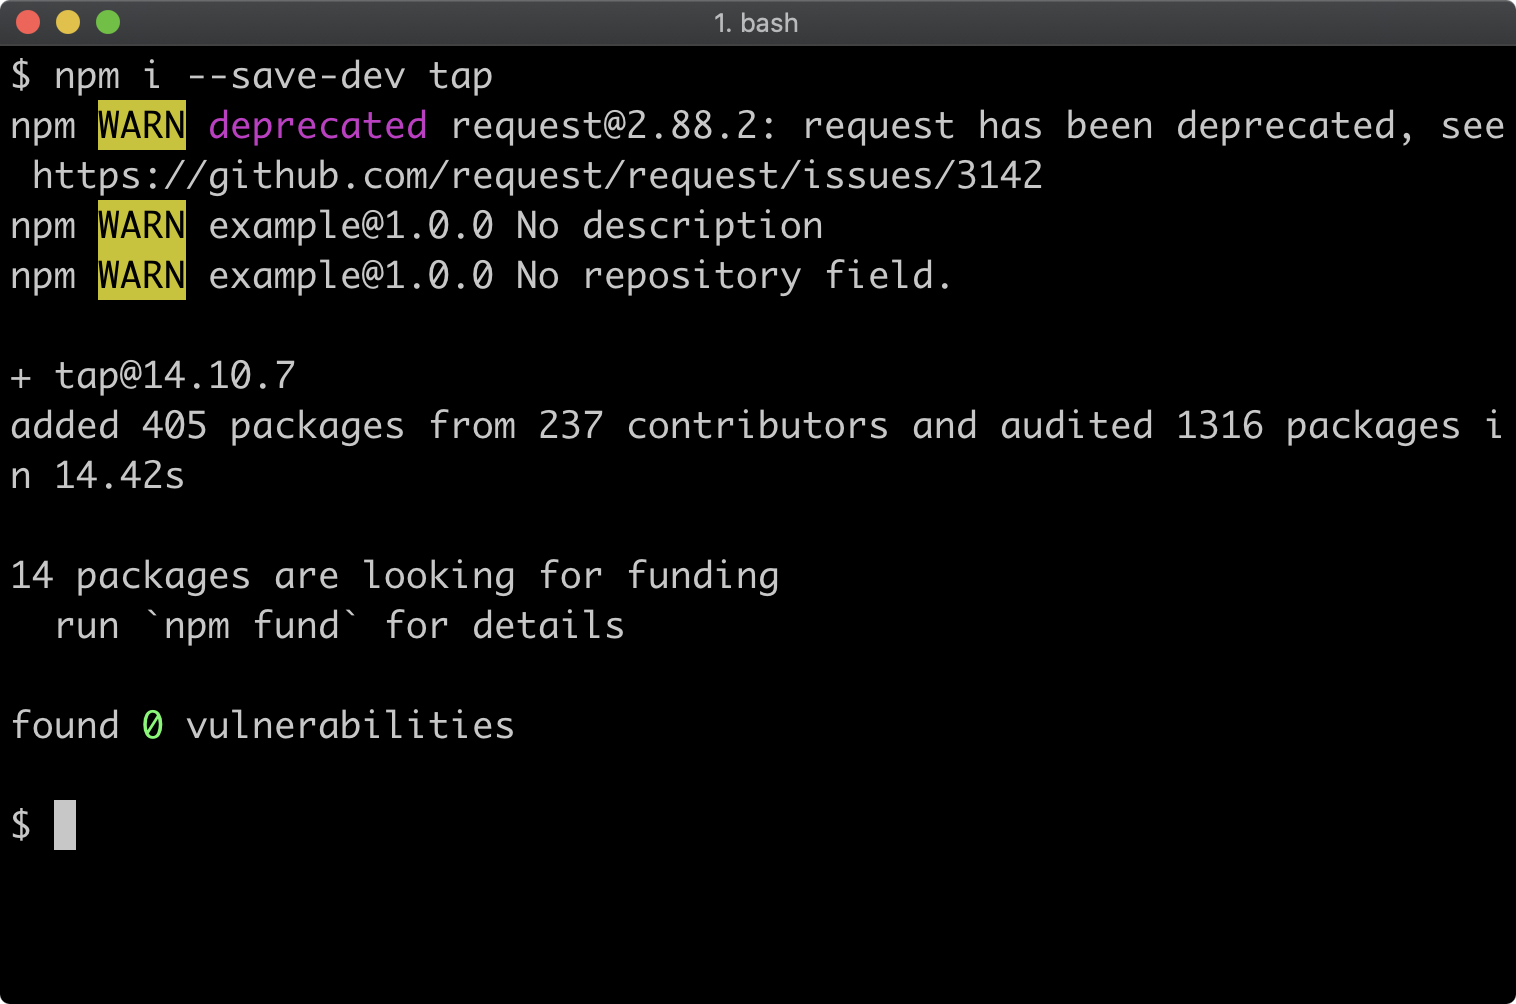 1. bash
$ npm i --save-dev tap
npm WARN deprecated request@2.88.2: request has been deprecated, see
 https://github.com/request/request/issues/3142
npm WARN example@1.0.0 No description
npm WARN example@1.0.0 No repository field.
+ tap@14.10.7
added 405 packages from 237 contributors and audited 1316 packages i
n 14.42s
14 packages are looking for funding
  run `npm fund` for details
found 0 vulnerabilities
$